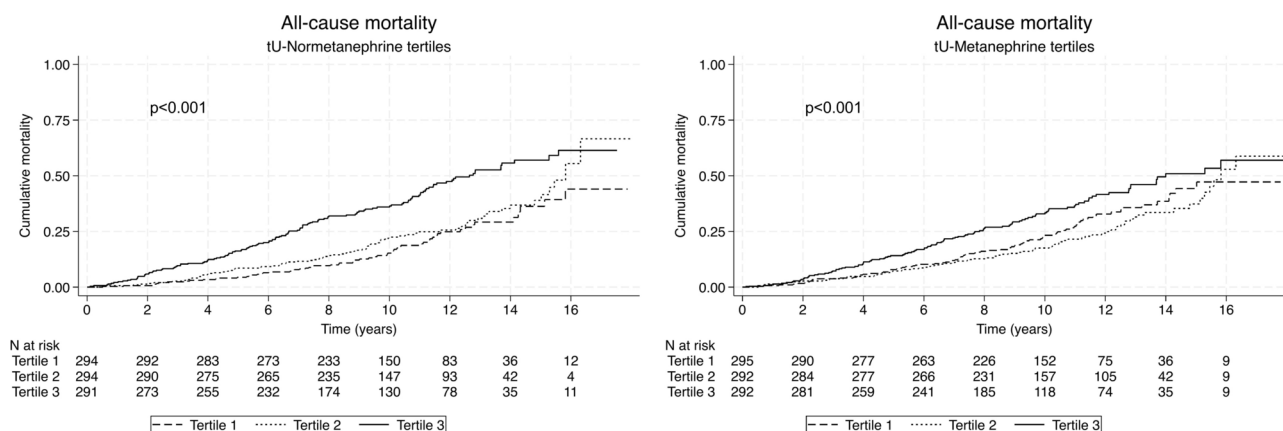 All-cause mortality
tU-Normetanephrine tertiles
1.00
0.75
0.50
0.25
0.00
Cumulative mortality
p<0.001
0 2 4 6 8 10 12 14 16
Time (years)
N at risk
Tertile 1 294 292 283 273 233 150 83 36 12
Tertile 2 294 290 275 265 235 147 93 42 4
Tertile 3 291 273 255 232 174 130 78 35 11
Tertile 1 Tertile 2 Tertile 3
All-cause mortality
tU-Metanephrine tertiles
1.00
0.75
0.50
0.25
0.00
Cumulative mortality
p<0.001
0 2 4 6 8 10 12 14 16
Time (years)
N at risk
Tertile 1 295 290 277 263 226 152 75 36 9
Tertile 2 292 284 277 266 231 157 105 42 9
Tertile 3 292 281 259 241 185 118 74 35 9
Tertile 1 Tertile 2 Tertile 3